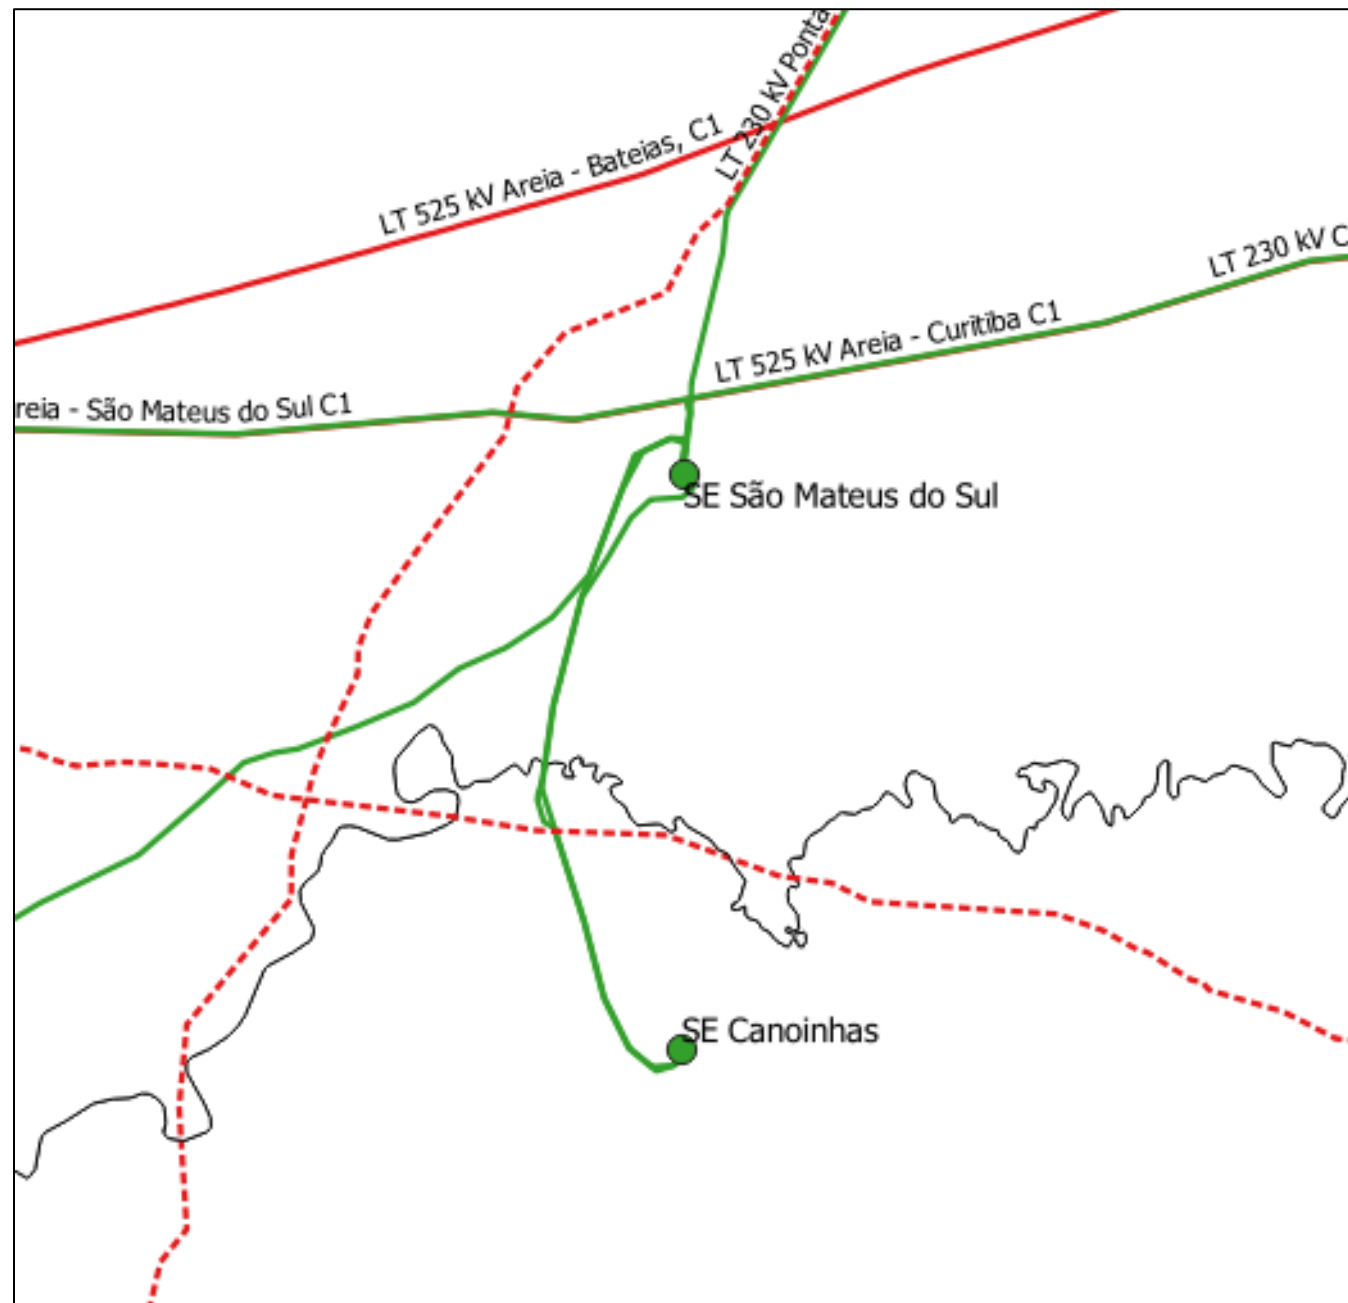 LT 230 kV Ponta
LT 525 kV Areia - Bateias, C1
LT 230 kV C
LT 525 kV Areia - Curitiba C1
reia - São Mateus do Sul C1
SE São Mateus do Sul
SE Canoinhas